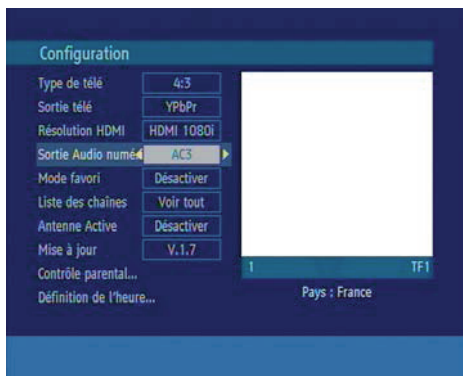 Configuration
Type de télé 4:3
Sortie télé YPbPr
Résolution HDMI HDMI 1080i
Sortie Audio numé AC3
Mode favori Désactiver
Liste des chaînes Voir tout
Antenne Active Désactiver
Mise à jour V.1.7
Contrôle parental...
Définition de l'heure...
1 TF1
Pays : France